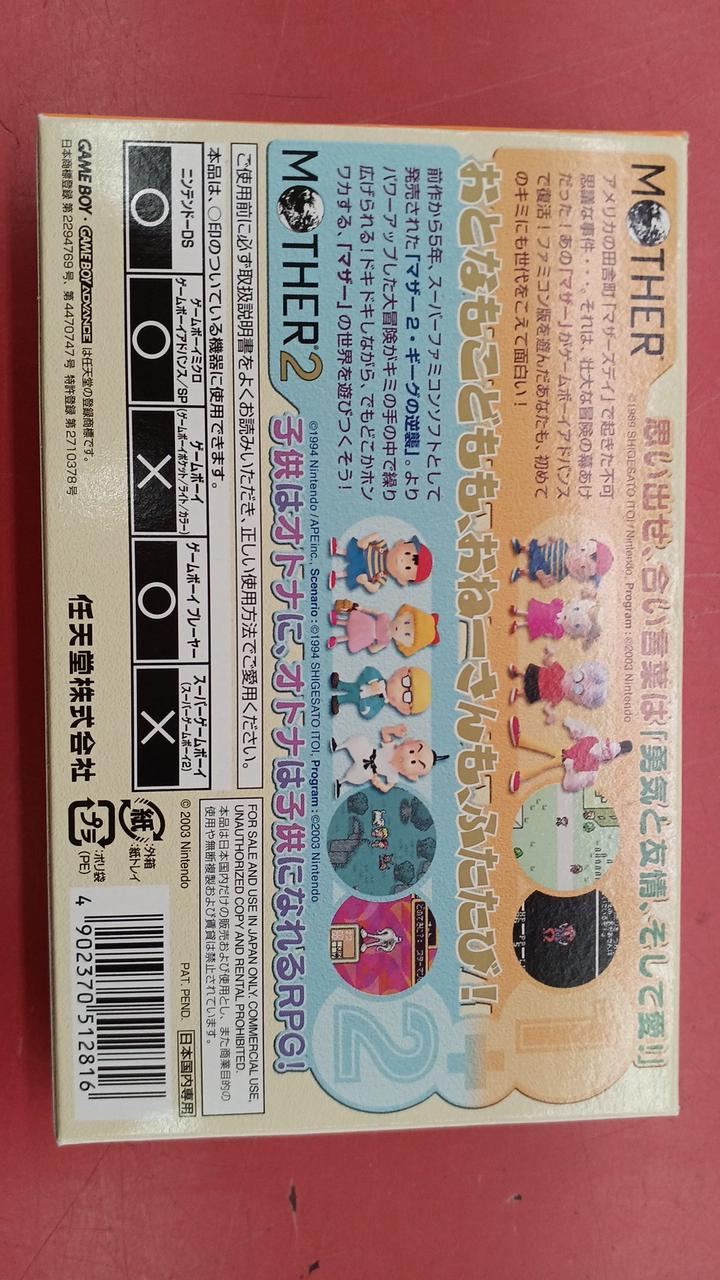 思い出せ、合い言葉は「勇気と友情、そして愛!」
©1989 SHIGESATO ITOI / Nintendo, Program : ©2003 Nintendo
MOTHER
アメリカの田舎町「マザーズデイ」で起きた不可
思議な事件・・。それは、壮大な冒険の幕あけ
だった!あの「マザー」がゲームボーイアドバンス
で復活!ファミコン版を遊んだあなたも、初めて
のキミにも世代をこえて面白い!
1
おとなもこどもも、おねーさんも、ふたたび!
+
前作から5年、スーパーファミコンソフトとして
発売された「マザー2・ギーグの逆襲」。より
パワーアップした大冒険がキミの手の中で繰り
広げられる!ドキドキしながら、でもどこかホン
ワカする、「マザー」の世界を遊びつくそう!
2
MOTHER 2
©1994 Nintendo / APE inc., Scenario : ©1994 SHIGESATO ITOI, Program : ©2003 Nintendo
子供はオトナに、オトナは子供になれるRPG!
ご使用前に必ず取扱説明書をよくお読みいただき、正しい使用方法でご愛用ください。
本品は、○印のついている機器に使用できます。
ニンテンドーDS
ゲームボーイミクロ
ゲームボーイアドバンス/SP
ゲームボーイ
(ゲームボーイポケット/ライト/カラー)
ゲームボーイ プレーヤー
スーパーゲームボーイ
(スーパーゲームボーイ2)
○ ○ × ○ ×
FOR SALE AND USE IN JAPAN ONLY. COMMERCIAL USE,
UNAUTHORIZED COPY AND RENTAL PROHIBITED.
本品は日本国内だけの販売および使用とし、また商業目的の
使用や無断複製および賃貸は禁止されています。
© 2003 Nintendo
PAT. PEND.
日本国内専用
GAME BOY・GAME BOY ADVANCE は任天堂の登録商標です。
日本商標登録 第2294769号、第4470747号 特許登録 第2710378号
任天堂株式会社
紙
:外箱
:紙トレイ
プラ
:ポリ袋
(PE)
4 902370 512816